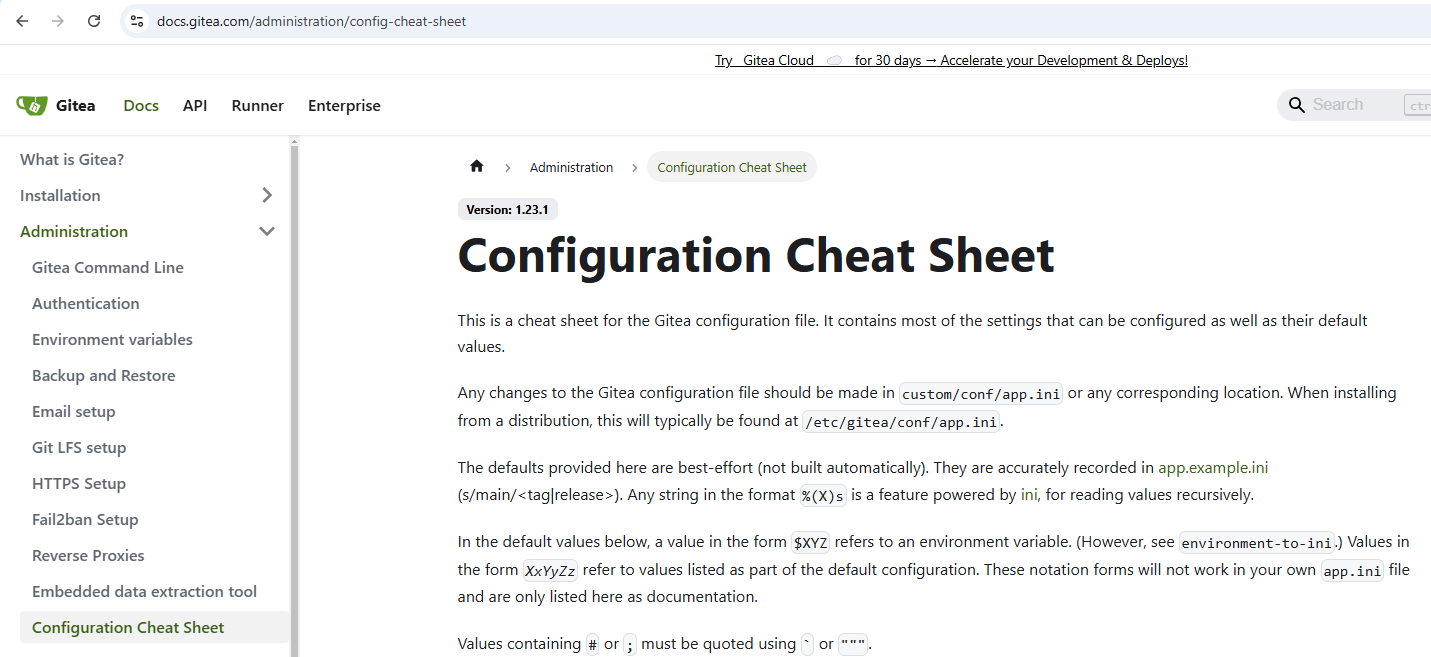 docs.gitea.com/administration/config-cheat-sheet
Try Gitea Cloud ☁️ for 30 days → Accelerate your Development & Deploys!
Gitea Docs API Runner Enterprise
Search ctr
What is Gitea?
Installation
Administration
Gitea Command Line
Authentication
Environment variables
Backup and Restore
Email setup
Git LFS setup
HTTPS Setup
Fail2ban Setup
Reverse Proxies
Embedded data extraction tool
Configuration Cheat Sheet
Administration > Configuration Cheat Sheet
Version: 1.23.1
Configuration Cheat Sheet
This is a cheat sheet for the Gitea configuration file. It contains most of the settings that can be configured as well as their default
values.
Any changes to the Gitea configuration file should be made in custom/conf/app.ini or any corresponding location. When installing
from a distribution, this will typically be found at /etc/gitea/conf/app.ini.
The defaults provided here are best-effort (not built automatically). They are accurately recorded in app.example.ini
(s/main/<tag|release>). Any string in the format %(X)s is a feature powered by ini, for reading values recursively.
In the default values below, a value in the form $XYZ refers to an environment variable. (However, see environment-to-ini.) Values in
the form XxYyZz refer to values listed as part of the default configuration. These notation forms will not work in your own app.ini file
and are only listed here as documentation.
Values containing # or ; must be quoted using ` or """.